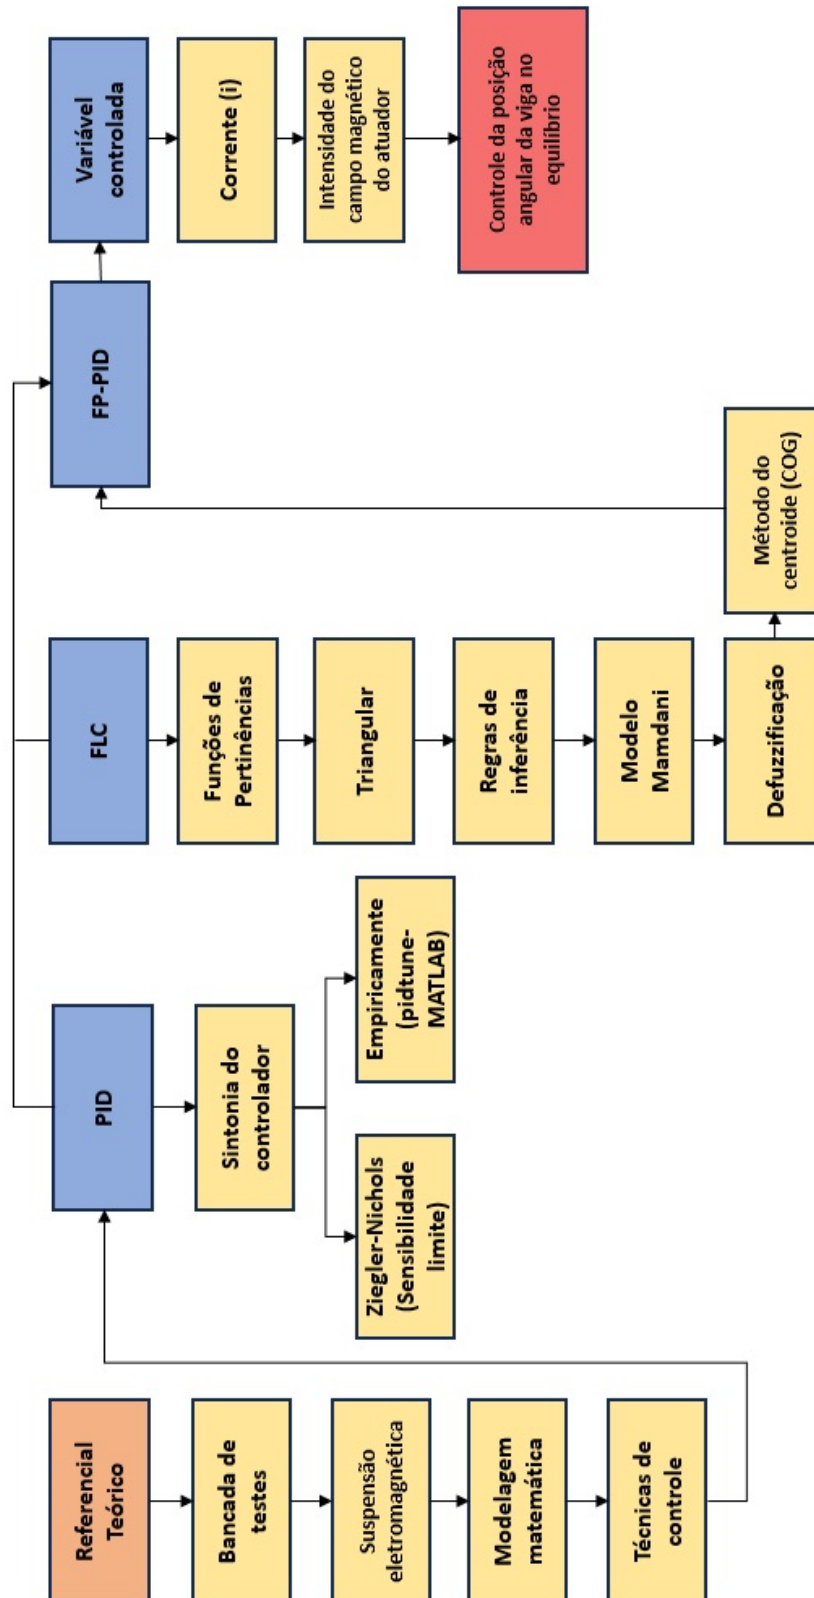 Referencial
Teórico
Bancada de
testes
Suspensão
eletromagnética
Modelagem
matemática
Técnicas de
controle
PID
Sintonia do
controlador
Ziegler-Nichols
(Sensibilidade
limite)
Empiricamente
(pidtune-
MATLAB)
FLC
Funções de
Pertinências
Triangular
Regras de
inferência
Modelo
Mamdani
Defuzzificação
Método do
centroide (COG)
FP-PID
Variável
controlada
Corrente (i)
Intensidade do
campo magnético
do atuador
Controle da posição
angular da viga no
equilíbrio